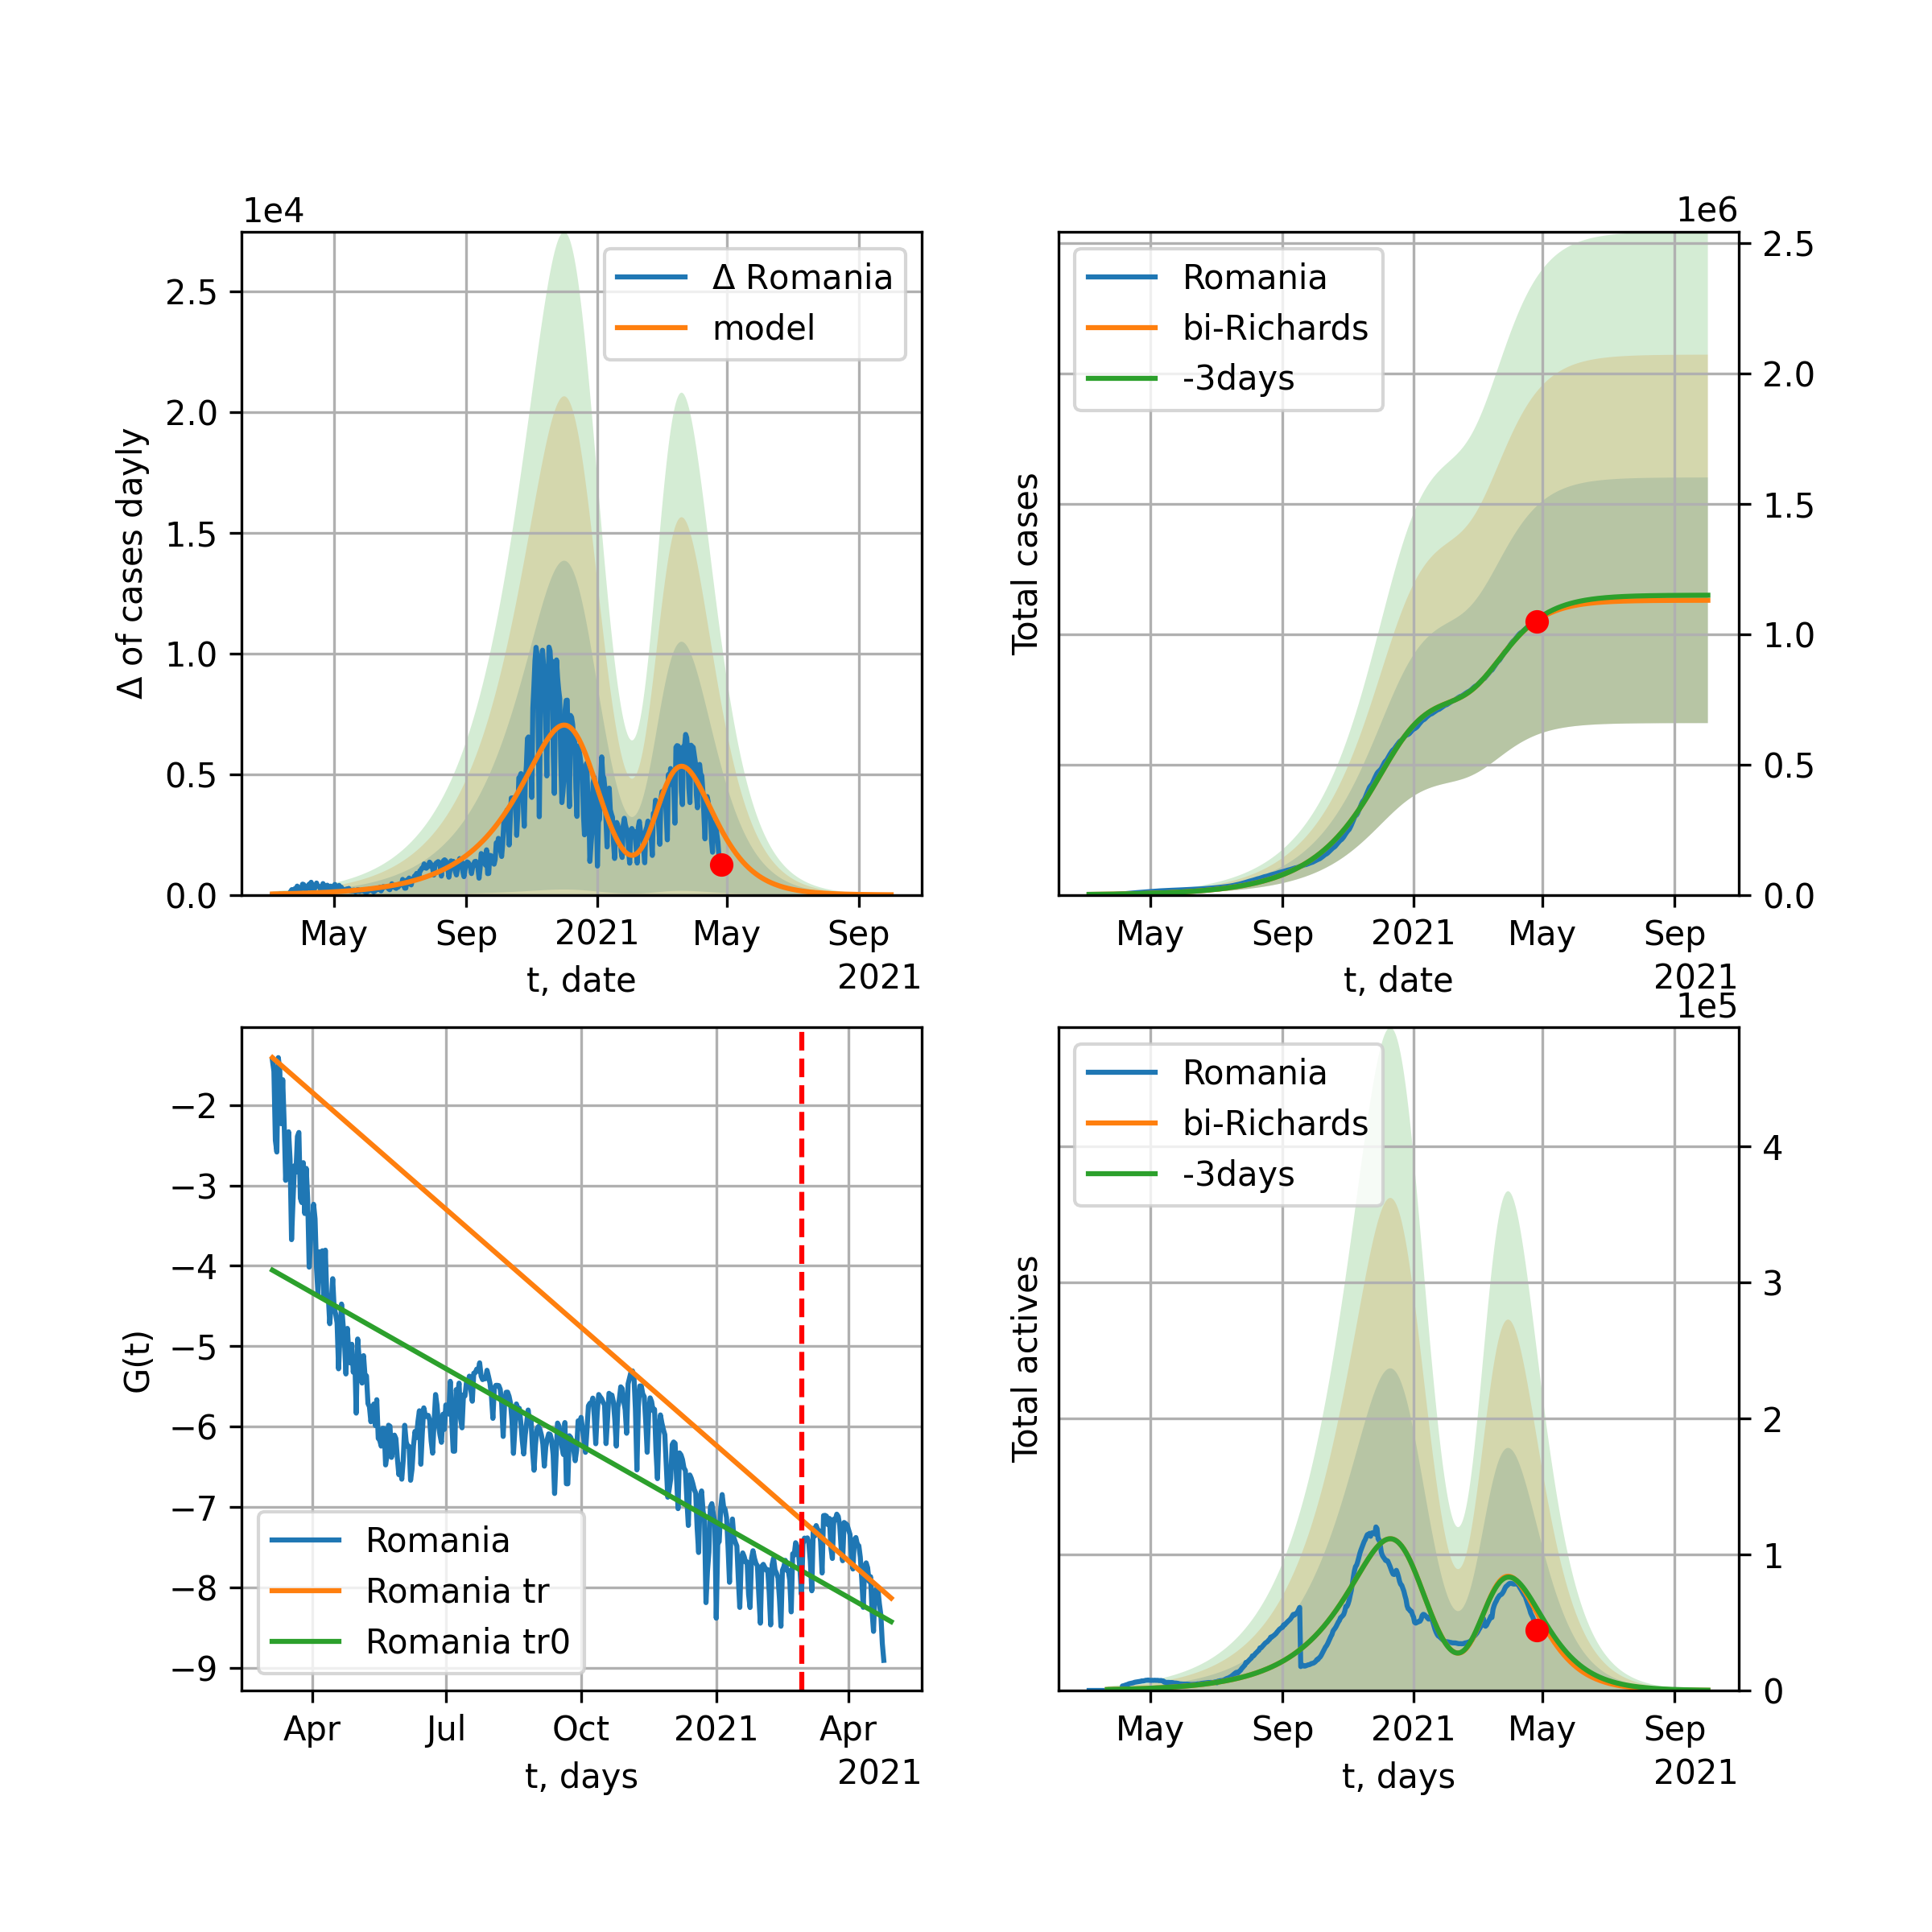 1e4
2.5
2.0
1.5
1.0
0.5
0.0
Δ of cases dayly
Δ Romania
model
May
Sep
2021
May
Sep
t, date
2021
1e6
2.5
2.0
1.5
1.0
0.5
0.0
Total cases
Romania
bi-Richards
-3days
May
Sep
2021
May
Sep
t, date
2021
−2
−3
−4
−5
−6
−7
−8
−9
G(t)
Romania
Romania tr
Romania tr0
Apr
Jul
Oct
2021
Apr
t, days
2021
1e5
4
3
2
1
0
Total actives
Romania
bi-Richards
-3days
May
Sep
2021
May
Sep
t, days
2021